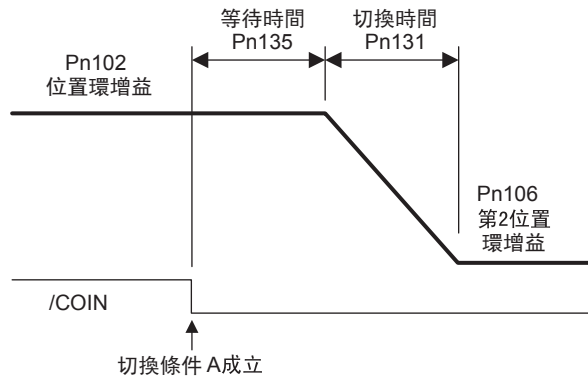 等待時間
Pn135
切換時間
Pn131
Pn102
位置環增益
Pn106
第2位置
環增益
/COIN
切換條件 A成立